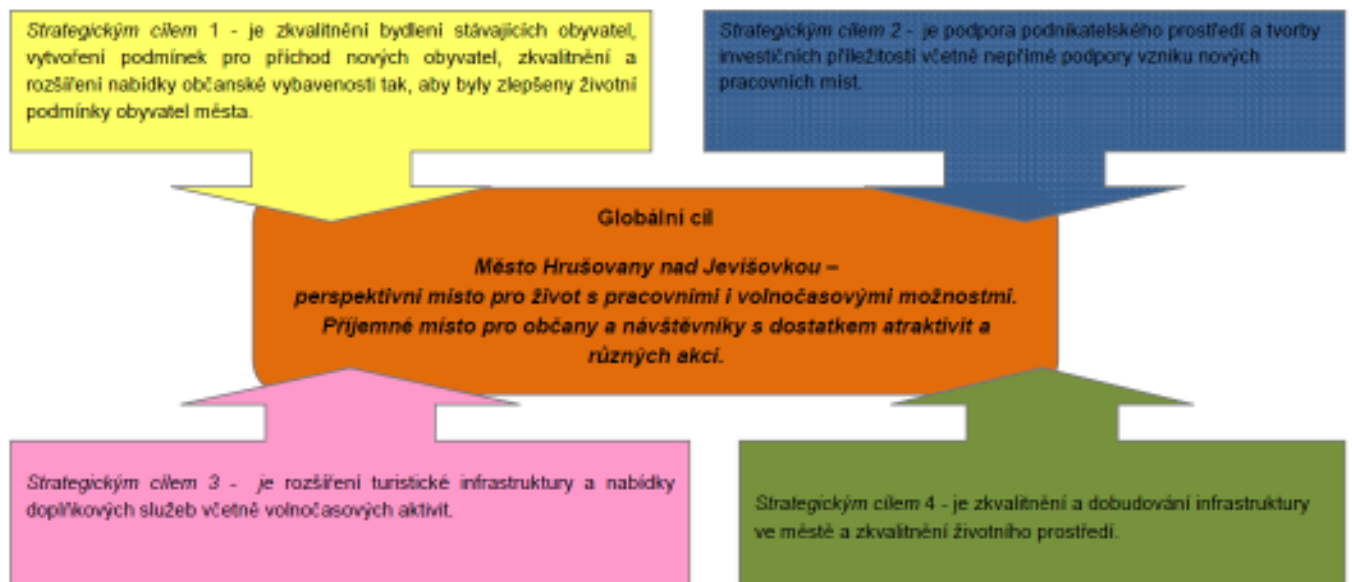 Strategickým cílem 1 - je zkvalitnění bydlení stávajících obyvatel,
vytvoření podmínek pro příchod nových obyvatel, zkvalitnění a
rozšíření nabídky občanské vybavenosti tak, aby byly zlepšeny životní
podmínky obyvatel města.
Strategickým cílem 2 - je podpora podnikatelského prostředí a tvorby
investičních příležitostí včetně nepřímé podpory vzniku nových
pracovních míst.
Globální cíl
Město Hrušovany nad Jevišovkou –
perspektivní místo pro život s pracovními i volnočasovými možnostmi.
Příjemné místo pro občany a návštěvníky s dostatkem atraktivit a
různých akcí.
Strategickým cílem 3 - je rozšíření turistické infrastruktury a nabídky
doplňkových služeb včetně volnočasových aktivit.
Strategickým cílem 4 - je zkvalitnění a dobudování infrastruktury
ve městě a zkvalitnění životního prostředí.